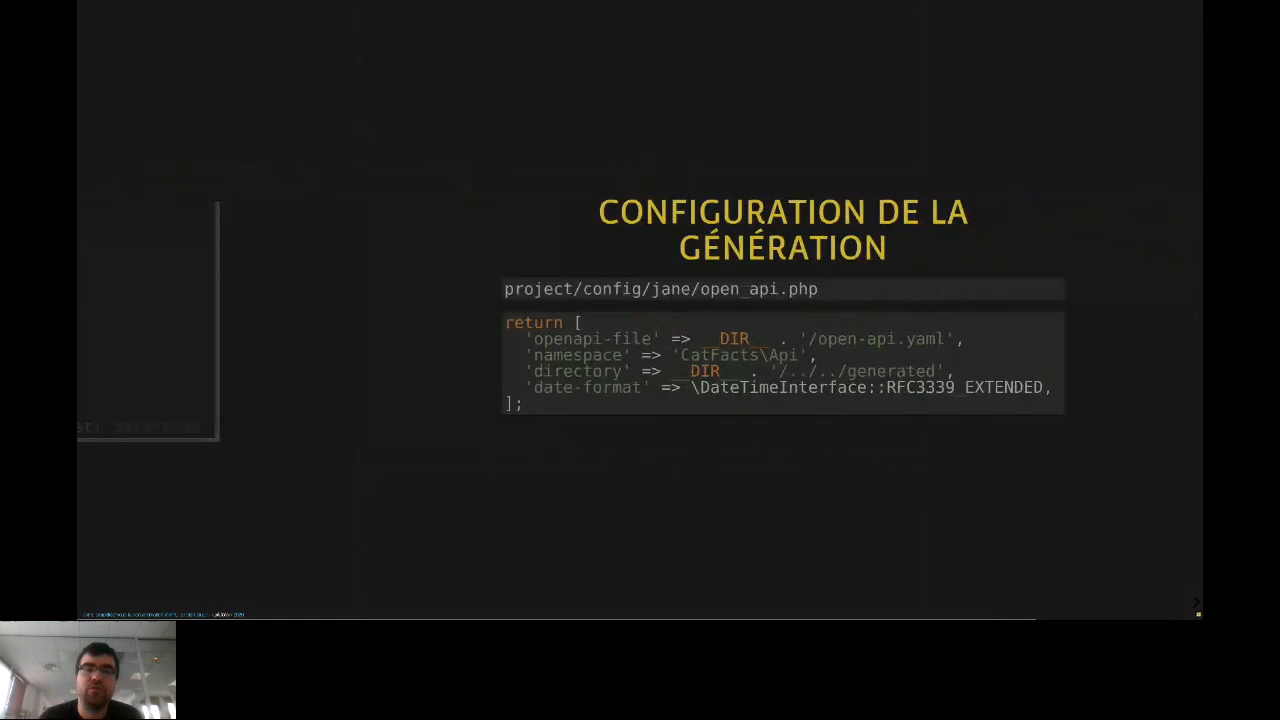 CONFIGURATION DE LA
GÉNÉRATION
project/config/jane/open_api.php
return [
'openapi-file' => __DIR__ . '/open-api.yaml',
'namespace' => 'CatFacts\Api',
'directory' => __DIR__ . '/../../generated',
'date-format' => \DateTimeInterface::RFC3339_EXTENDED,
];
2020